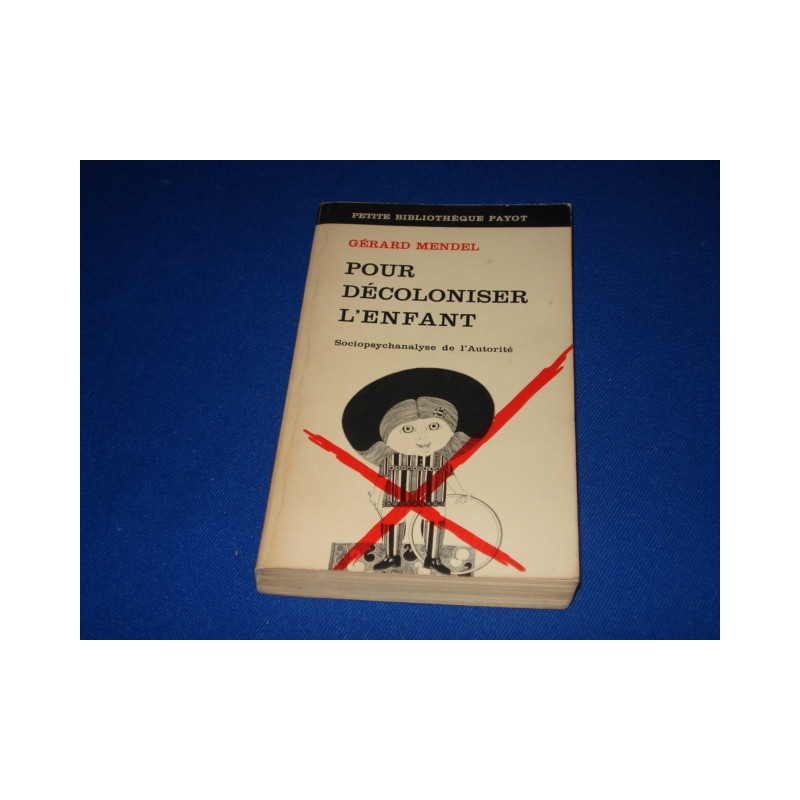 PETITE BIBLIOTHÈQUE PAYOT
GÉRARD MENDEL
POUR
DÉCOLONISER
L'ENFANT
Sociopsychanalyse de l'Autorité